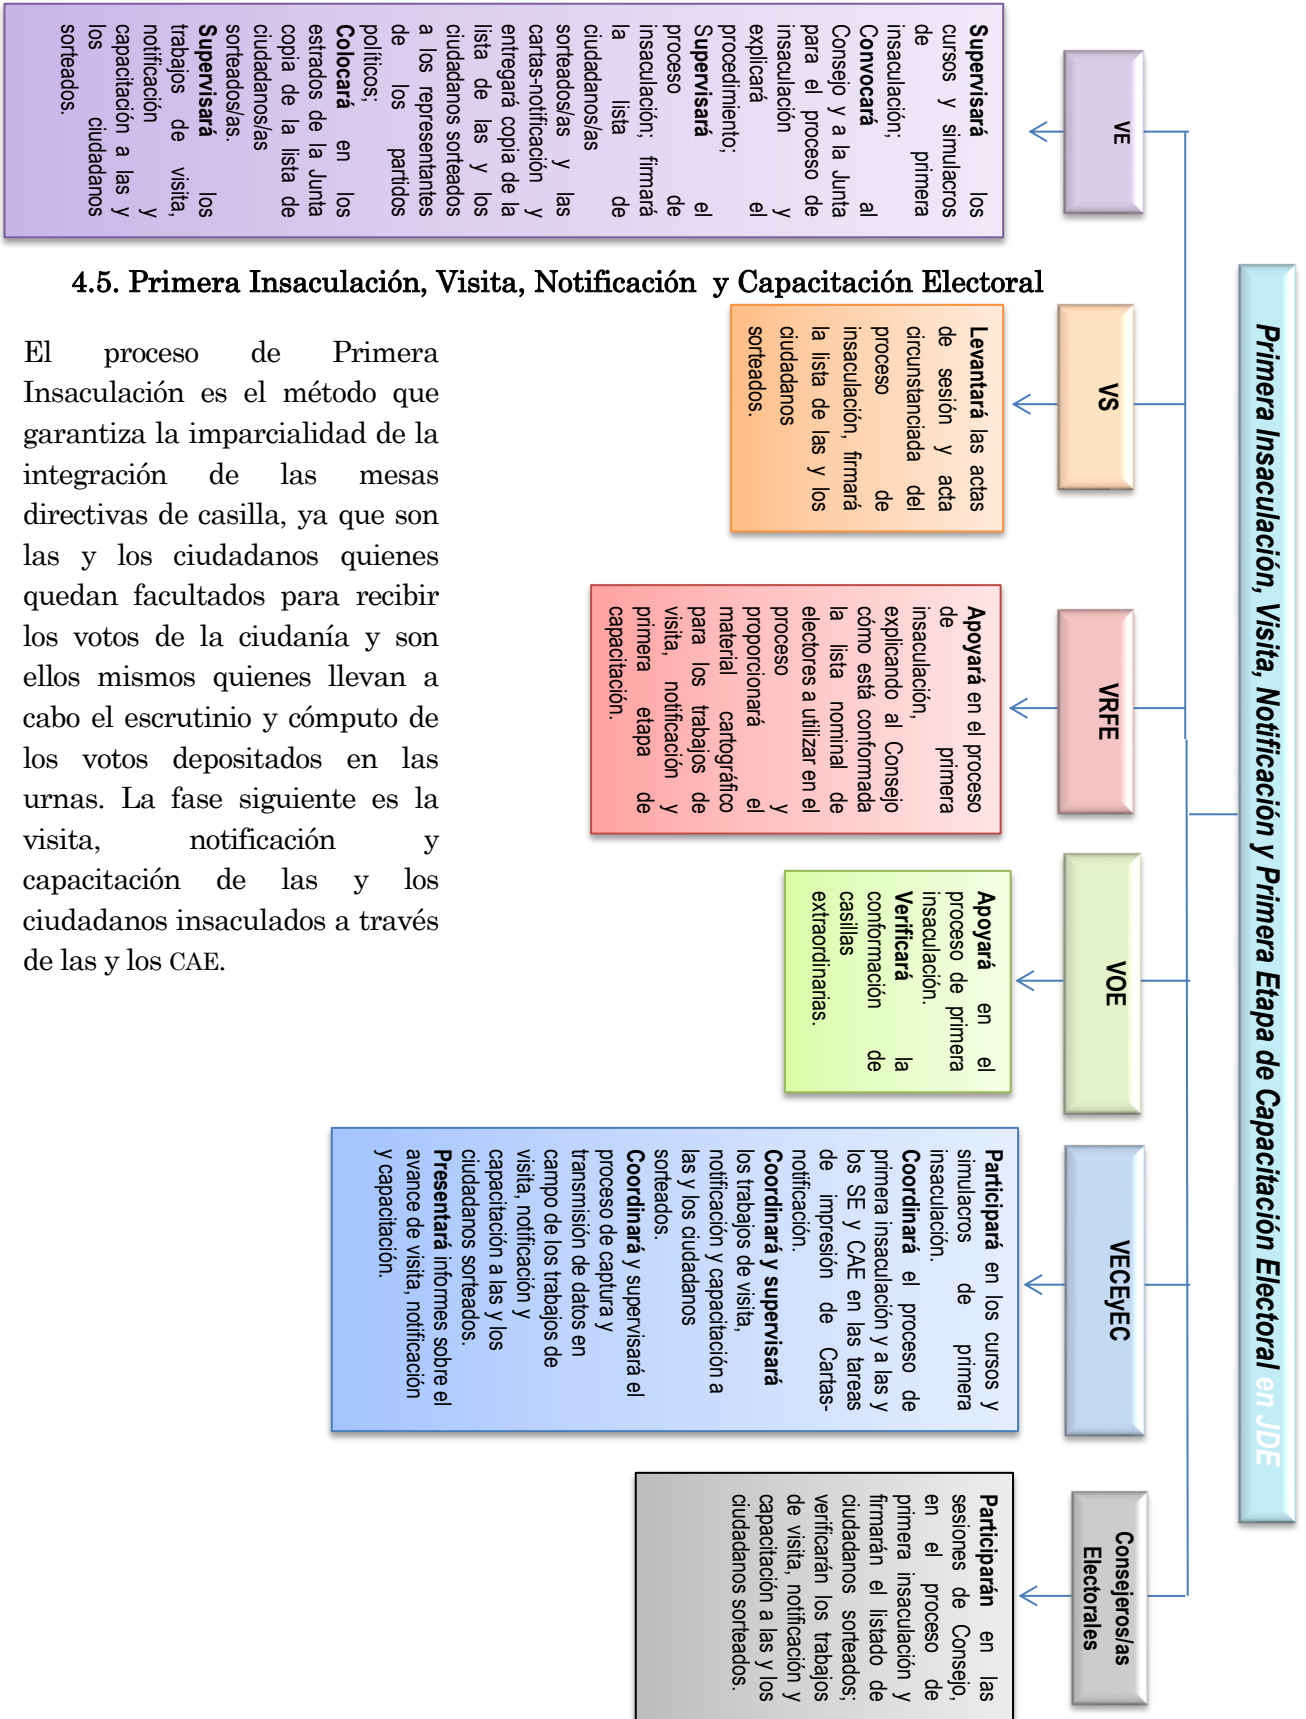 4.5. Primera Insaculación, Visita, Notificación y Capacitación Electoral
El proceso de Primera
Insaculación es el método que
garantiza la imparcialidad de la
integración de las mesas
directivas de casilla, ya que son
las y los ciudadanos quienes
quedan facultados para recibir
los votos de la ciudanía y son
ellos mismos quienes llevan a
cabo el escrutinio y cómputo de
los votos depositados en las
urnas. La fase siguiente es la
visita, notificación y
capacitación de las y los
ciudadanos insaculados a través
de las y los CAE.
Primera Insaculación, Visita, Notificación y Primera Etapa de Capacitación Electoral en JDE
VE
Supervisará los
cursos y simulacros
de primera
insaculación;
Convocará al
Consejo y a la Junta
para el proceso de
insaculación y
explicará el
procedimiento;
Supervisará el
proceso de
insaculación; firmará
la lista de
ciudadanos/as
sorteados/as y las
cartas-notificación y
entregará copia de la
lista de las y los
ciudadanos sorteados
a los representantes
de los partidos
políticos;
Colocará en los
estrados de la Junta
copia de la lista de
ciudadanos/as
sorteados/as.
Supervisará los
trabajos de visita,
notificación y
capacitación a las y
los ciudadanos
sorteados.
VS
Levantará las actas
de sesión y acta
circunstanciada del
proceso de
insaculación, firmará
la lista de las y los
ciudadanos
sorteados.
VRFE
Apoyará en el proceso
de primera
insaculación,
explicando al Consejo
cómo está conformada
la lista nominal de
electores a utilizar en el
proceso y
proporcionará el
material cartográfico
para los trabajos de
visita, notificación y
primera etapa de
capacitación.
VOE
Apoyará en el
proceso de primera
insaculación.
Verificará la
conformación de
casillas
extraordinarias.
VECEyEC
Participará en los cursos y
simulacros de primera
insaculación.
Coordinará el proceso de
primera insaculación y a las y
los SE y CAE en las tareas
de impresión de Cartas-
notificación.
Coordinará y supervisará
los trabajos de visita,
notificación y capacitación a
las y los ciudadanos
sorteados.
Coordinará y supervisará el
proceso de captura y
transmisión de datos en
campo de los trabajos de
visita, notificación y
capacitación a las y los
ciudadanos sorteados.
Presentará informes sobre el
avance de visita, notificación
y capacitación.
Consejeros/as
Electorales
Participarán en las
sesiones de Consejo,
en el proceso de
primera insaculación y
firmarán el listado de
ciudadanos sorteados;
verificarán los trabajos
de visita, notificación y
capacitación a las y los
ciudadanos sorteados.